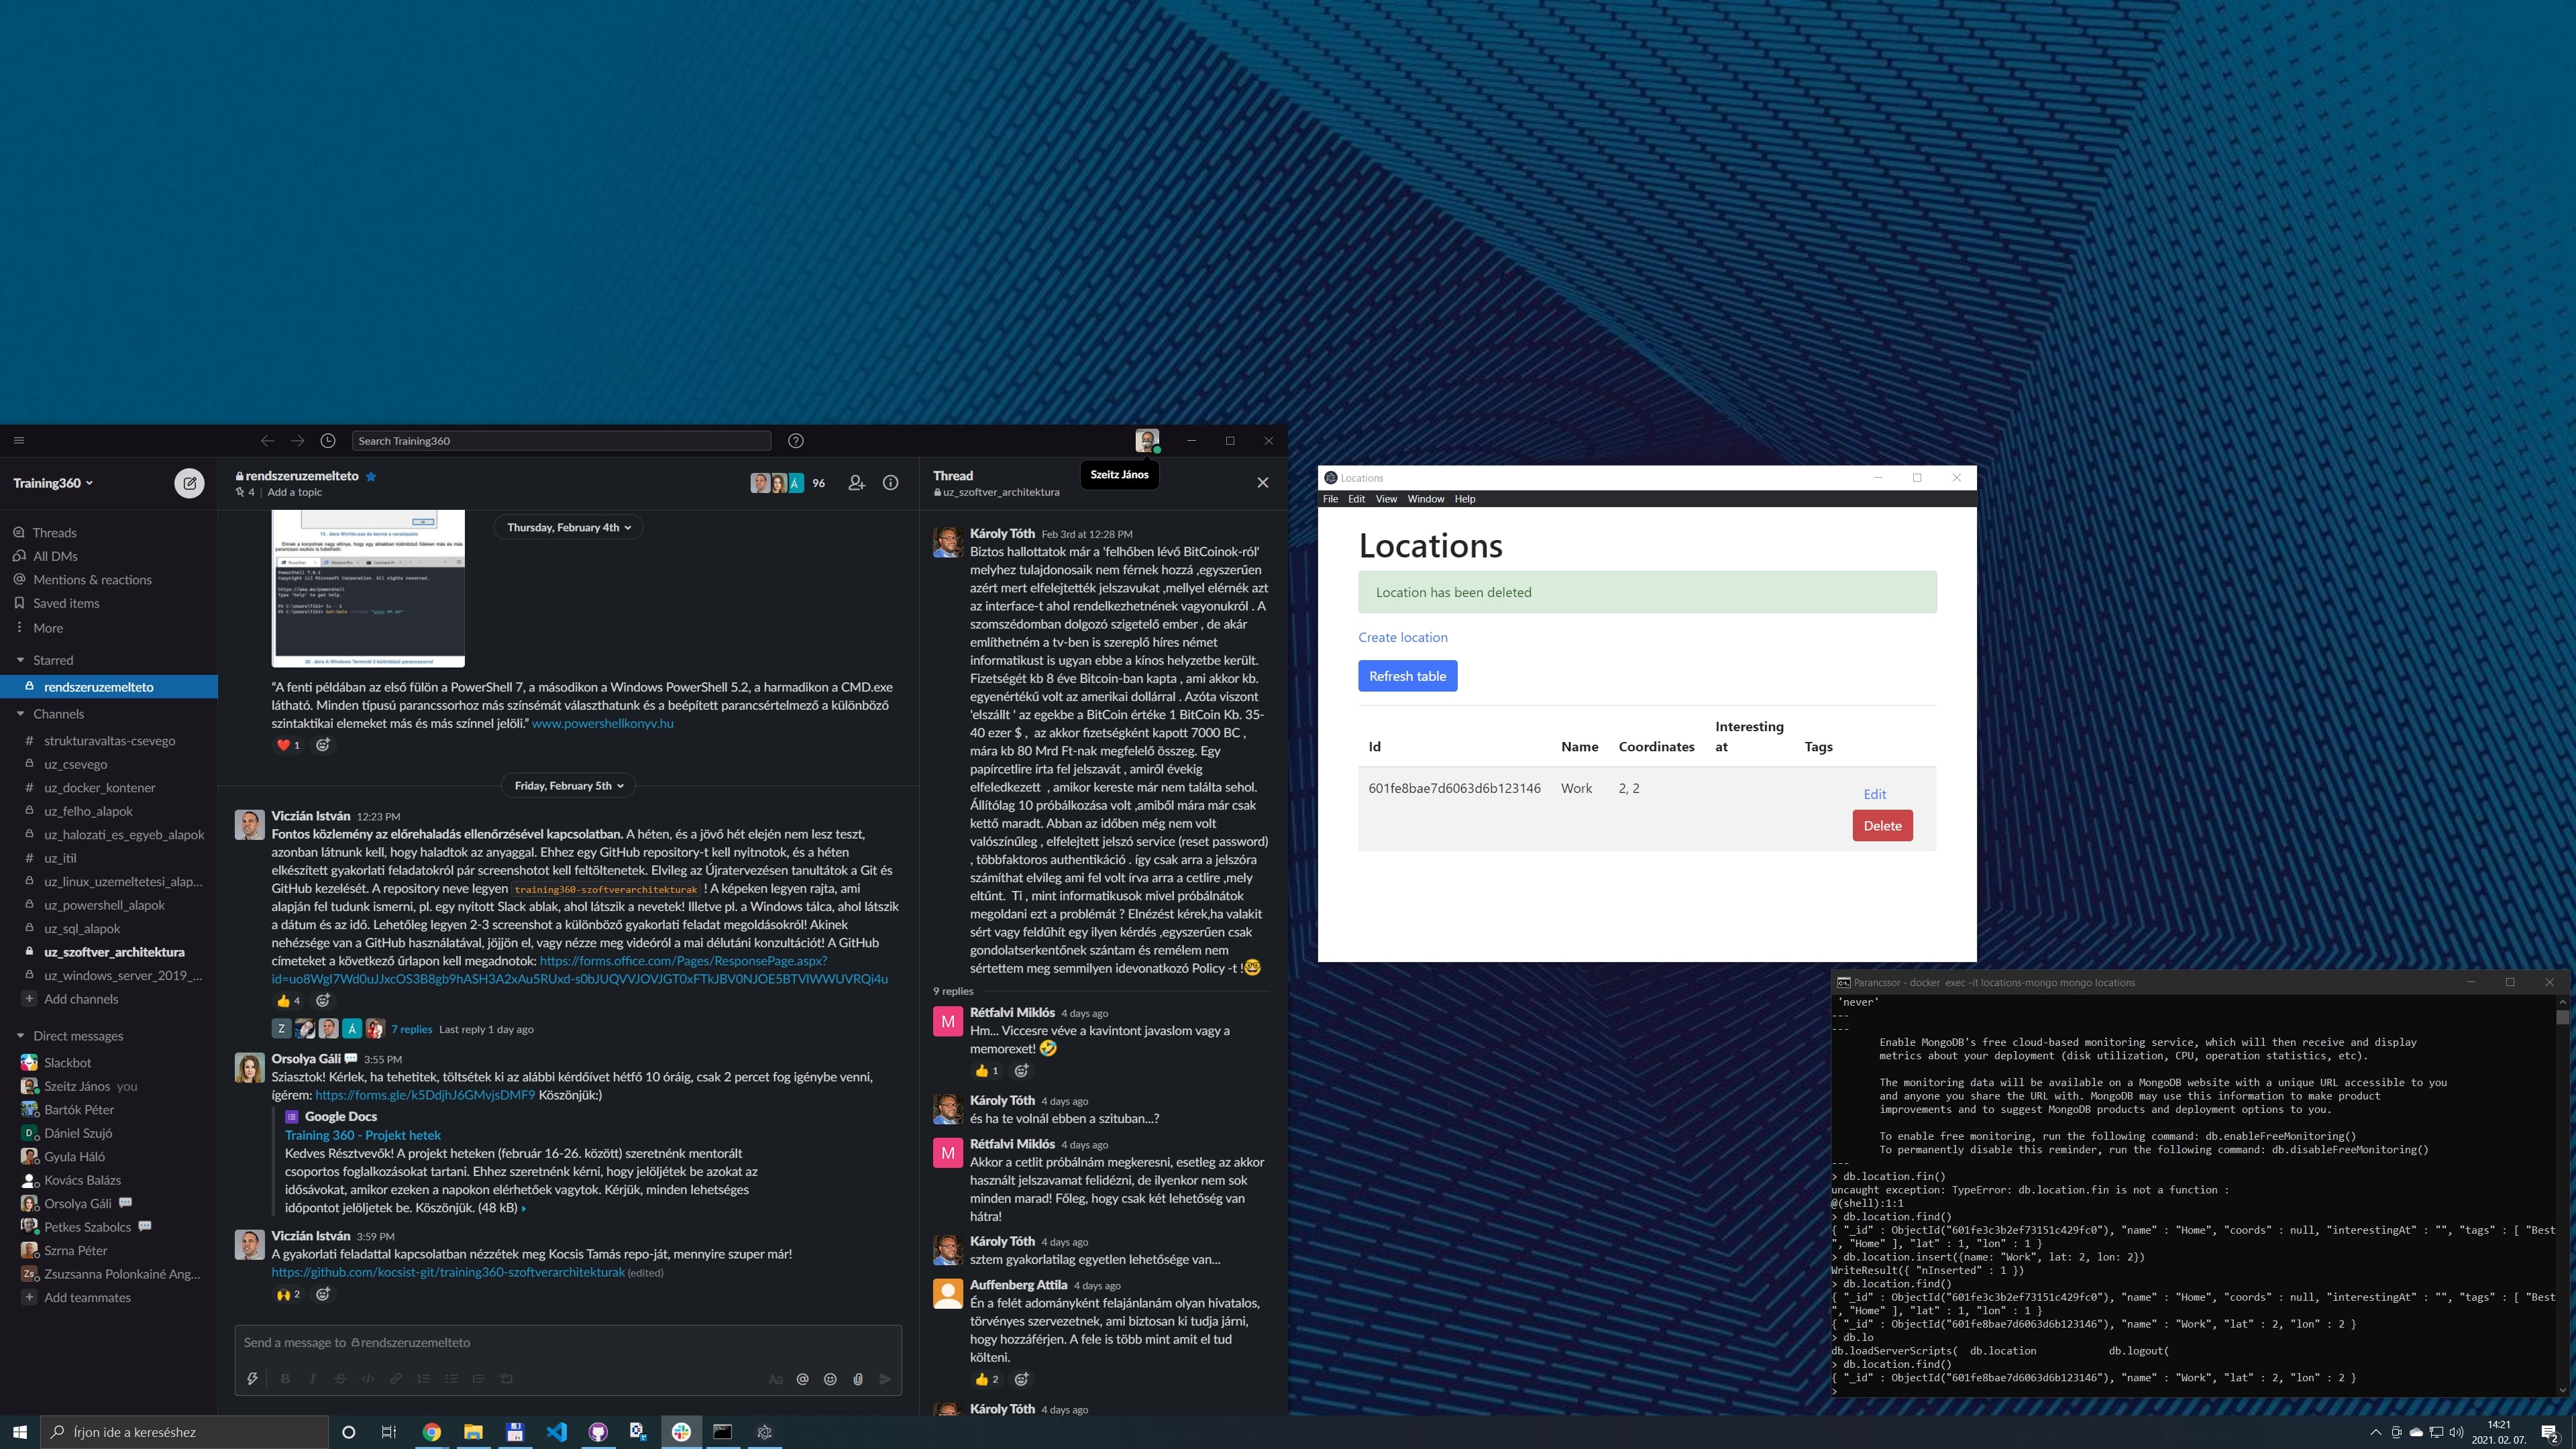 Search Training360
Szeitz János
Training360
Threads
All DMs
Mentions & reactions
Saved items
More
Starred
rendszeruzemelteto
Channels
# strukturavaltas-csevego
uz_csevego
# uz_docker_kontener
uz_felho_alapok
uz_halozati_es_egyeb_alapok
# uz_itil
uz_linux_uzemeltetesi_alap...
uz_powershell_alapok
uz_sql_alapok
uz_szoftver_architektura
uz_windows_server_2019_...
+ Add channels
Direct messages
Slackbot
Szeitz János you
Bartók Péter
D Dániel Szujó
Gyula Háló
Kovács Balázs
Orsolya Gáli 💬
Petkes Szabolcs 💬
Szrna Péter
Zs Zsuzsanna Polonkainé Ang...
+ Add teammates
rendszeruzemelteto
4 | Add a topic
Á 96
Thursday, February 4th
20. ábra A Windows Terminál 3 különböző parancssorral
"A fenti példában az első fülön a PowerShell 7, a másodikon a Windows PowerShell 5.2, a harmadikon a CMD.exe
látható. Minden típusú parancssorhoz más színsémát választhatunk és a beépített parancsértelmező a különböző
szintaktikai elemeket más és más színnel jelöli." www.powershellkonyv.hu
❤️ 1
Friday, February 5th
Viczián István 12:23 PM
Fontos közlemény az előrehaladás ellenőrzésével kapcsolatban. A héten, és a jövő hét elején nem lesz teszt,
azonban látnunk kell, hogy haladtok az anyaggal. Ehhez egy GitHub repository-t kell nyitnotok, és a héten
elkészített gyakorlati feladatokról pár screenshotot kell feltöltenetek. Elvileg az Újratervezésen tanultátok a Git és
GitHub kezelését. A repository neve legyen training360-szoftverarchitekturak ! A képeken legyen rajta, ami
alapján fel tudunk ismerni, pl. egy nyitott Slack ablak, ahol látszik a nevetek! Illetve pl. a Windows tálca, ahol látszik
a dátum és az idő. Lehetőleg legyen 2-3 screenshot a különböző gyakorlati feladat megoldásokról! Akinek
nehézsége van a GitHub használatával, jöjjön el, vagy nézze meg videóról a mai délutáni konzultációt! A GitHub
címeteket a következő űrlapon kell megadnotok: https://forms.office.com/Pages/ResponsePage.aspx?
id=uo8Wgl7Wd0uJJxcOS3B8gb9hASH3A2xAu5RUxd-s0bJUQVVJOVJGT0xFTkJBV0NJOE5BTVlWWUVRQi4u
👍 4
Z Á 7 replies Last reply 1 day ago
Orsolya Gáli 💬 3:55 PM
Sziasztok! Kérlek, ha tehetitek, töltsétek ki az alábbi kérdőívet hétfő 10 óráig, csak 2 percet fog igénybe venni,
ígérem: https://forms.gle/k5DdjhJ6GMvjsDMF9 Köszönjük:)
Google Docs
Training 360 - Projekt hetek
Kedves Résztvevők! A projekt heteken (február 16-26. között) szeretnénk mentorált
csoportos foglalkozásokat tartani. Ehhez szeretnénk kérni, hogy jelöljétek be azokat az
idősávokat, amikor ezeken a napokon elérhetőek vagytok. Kérjük, minden lehetséges
időpontot jelöljetek be. Köszönjük. (48 kB)
Viczián István 3:59 PM
A gyakorlati feladattal kapcsolatban nézzétek meg Kocsis Tamás repo-ját, mennyire szuper már!
https://github.com/kocsist-git/training360-szoftverarchitekturak (edited)
🙌 2
Send a message to rendszeruzemelteto
Aa
Thread
uz_szoftver_architektura
Károly Tóth Feb 3rd at 12:28 PM
Biztos hallottatok már a 'felhőben lévő BitCoinok-ról'
melyhez tulajdonosaik nem férnek hozzá ,egyszerűen
azért mert elfelejtették jelszavukat ,mellyel elérnék azt
az interface-t ahol rendelkezhetnének vagyonukról . A
szomszédomban dolgozó szigetelő ember , de akár
említhetném a tv-ben is szereplő híres német
informatikust is ugyan ebbe a kínos helyzetbe került.
Fizetségét kb 8 éve Bitcoin-ban kapta , ami akkor kb.
egyenértékű volt az amerikai dollárral . Azóta viszont
'elszállt ' az egekbe a BitCoin értéke 1 BitCoin Kb. 35-
40 ezer $ , az akkor fizetségként kapott 7000 BC ,
mára kb 80 Mrd Ft-nak megfelelő összeg. Egy
papírcetlire írta fel jelszavát , amiről évekig
elfeledkezett , amikor kereste már nem találta sehol.
Állítólag 10 próbálkozása volt ,amiből mára már csak
kettő maradt. Abban az időben még nem volt
valószínűleg , elfelejtett jelszó service (reset password)
, többfaktoros authentikáció . így csak arra a jelszóra
számíthat elvileg ami fel volt írva arra a cetlire ,mely
eltűnt. Ti , mint informatikusok mivel próbálnátok
megoldani ezt a problémát ? Elnézést kérek,ha valakit
sért vagy feldűhít egy ilyen kérdés ,egyszerűen csak
gondolatserkentőnek szántam és remélem nem
sértettem meg semmilyen idevonatkozó Policy -t !🤓
9 replies
M Rétfalvi Miklós 4 days ago
Hm... Viccesre véve a kavintont javaslom vagy a
memorexet! 🤣
👍 1
Károly Tóth 4 days ago
és ha te volnál ebben a szituban...?
M Rétfalvi Miklós 4 days ago
Akkor a cetlit próbálnám megkeresni, esetleg az akkor
használt jelszavamat felidézni, de ilyenkor nem sok
minden marad! Főleg, hogy csak két lehetőség van
hátra!
Károly Tóth 4 days ago
sztem gyakorlatilag egyetlen lehetősége van...
Auffenberg Attila 4 days ago
Én a felét adományként felajánlanám olyan hivatalos,
törvényes szervezetnek, ami biztosan ki tudja járni,
hogy hozzáférjen. A fele is több mint amit el tud
költeni.
👍 2
Károly Tóth 4 days ago
Locations
File Edit View Window Help
Locations
Location has been deleted
Create location
Refresh table
Id Name Coordinates Interesting at Tags
601fe8bae7d6063d6b123146 Work 2, 2
Edit
Delete
Parancssor - docker exec -it locations-mongo mongo locations
'never'
---
---
Enable MongoDB's free cloud-based monitoring service, which will then receive and display
metrics about your deployment (disk utilization, CPU, operation statistics, etc).
The monitoring data will be available on a MongoDB website with a unique URL accessible to you
and anyone you share the URL with. MongoDB may use this information to make product
improvements and to suggest MongoDB products and deployment options to you.
To enable free monitoring, run the following command: db.enableFreeMonitoring()
To permanently disable this reminder, run the following command: db.disableFreeMonitoring()
---
> db.location.fin()
uncaught exception: TypeError: db.location.fin is not a function :
@(shell):1:1
> db.location.find()
{ "_id" : ObjectId("601fe3c3b2ef73151c429fc0"), "name" : "Home", "coords" : null, "interestingAt" : "", "tags" : [ "Best
", "Home" ], "lat" : 1, "lon" : 1 }
> db.location.insert({name: "Work", lat: 2, lon: 2})
WriteResult({ "nInserted" : 1 })
> db.location.find()
{ "_id" : ObjectId("601fe3c3b2ef73151c429fc0"), "name" : "Home", "coords" : null, "interestingAt" : "", "tags" : [ "Best
", "Home" ], "lat" : 1, "lon" : 1 }
{ "_id" : ObjectId("601fe8bae7d6063d6b123146"), "name" : "Work", "lat" : 2, "lon" : 2 }
> db.lo
db.loadServerScripts( db.location db.logout(
> db.location.find()
{ "_id" : ObjectId("601fe8bae7d6063d6b123146"), "name" : "Work", "lat" : 2, "lon" : 2 }
>
Írjon ide a kereséshez
14:21
2021. 02. 07.
2